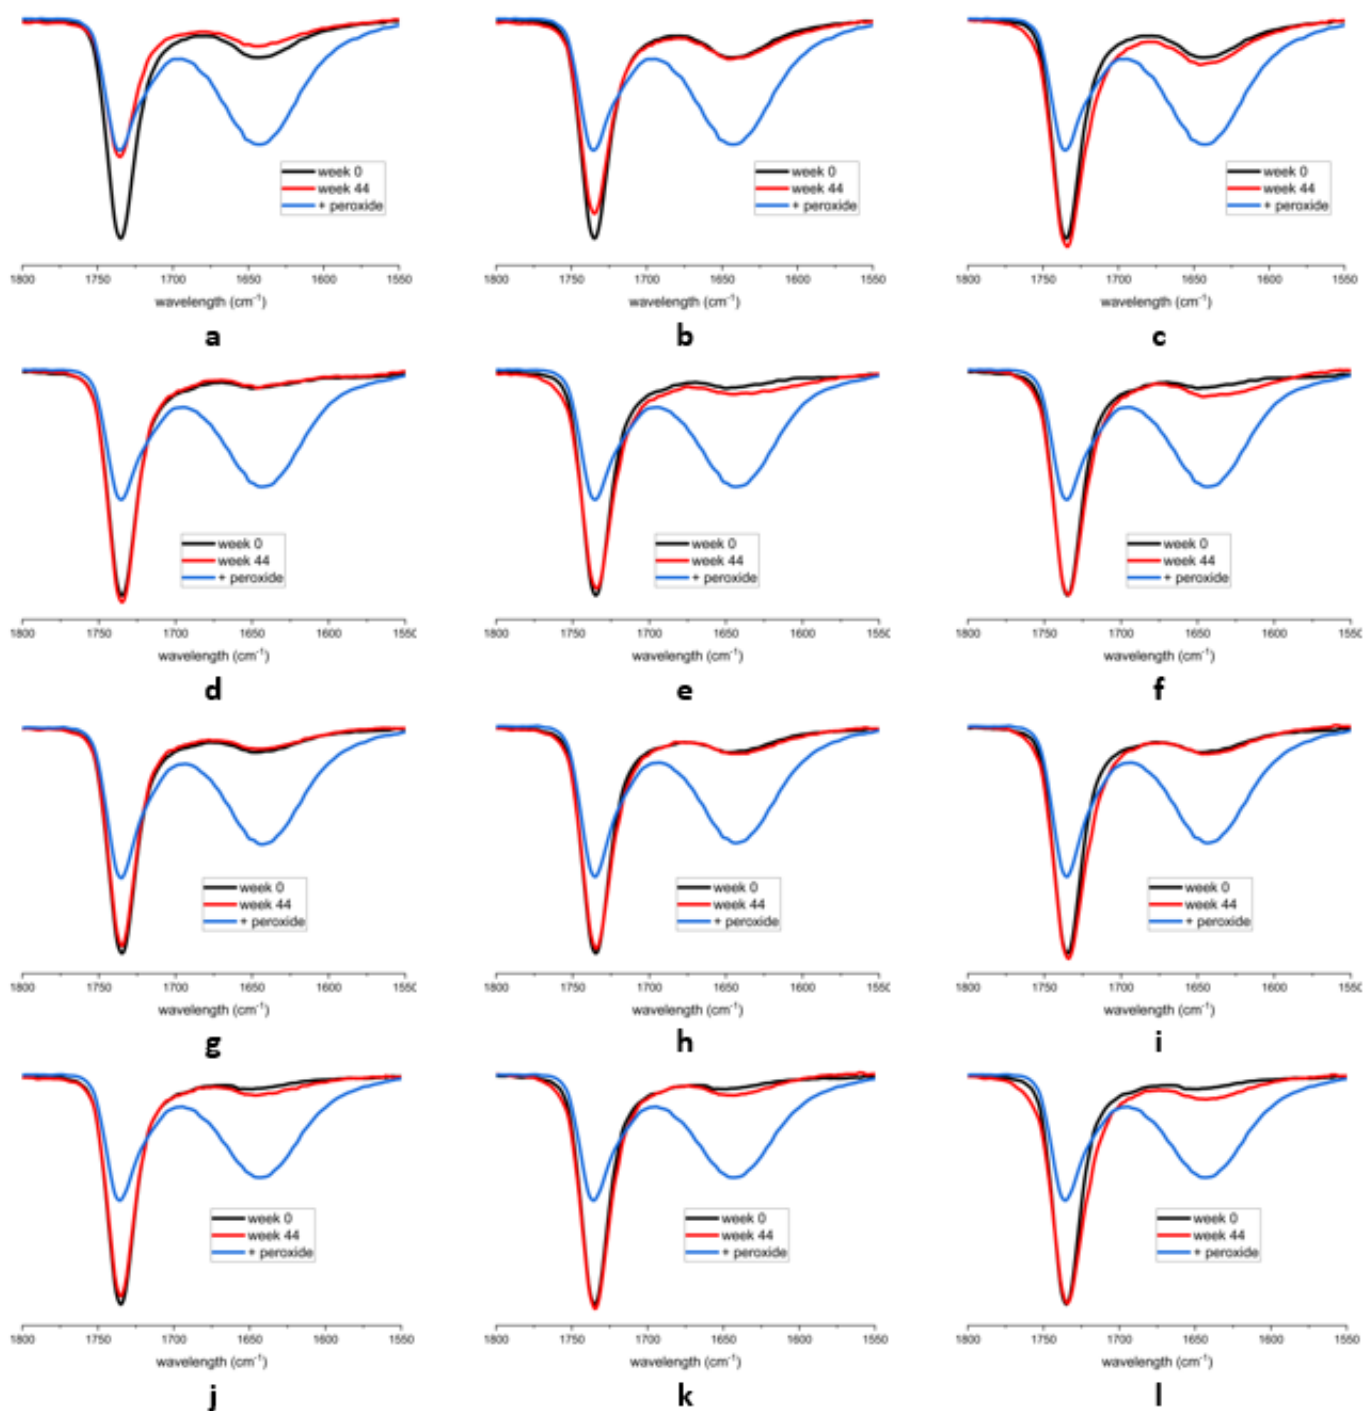 week 0
week 44
+ peroxide
1800 1750 1700 1650 1600 1550
wavelength (cm⁻¹)
a
week 0
week 44
+ peroxide
1800 1750 1700 1650 1600 1550
wavelength (cm⁻¹)
b
week 0
week 44
+ peroxide
1800 1750 1700 1650 1600 1550
wavelength (cm⁻¹)
c
week 0
week 44
+ peroxide
1800 1750 1700 1650 1600 1550
wavelength (cm⁻¹)
d
week 0
week 44
+ peroxide
1800 1750 1700 1650 1600 1550
wavelength (cm⁻¹)
e
week 0
week 44
+ peroxide
1800 1750 1700 1650 1600 155
wavelength (cm⁻¹)
f
week 0
week 44
+ peroxide
1800 1750 1700 1650 1600 1550
wavelength (cm⁻¹)
g
week 0
week 44
+ peroxide
1800 1750 1700 1650 1600 1550
wavelength (cm⁻¹)
h
week 0
week 44
+ peroxide
1800 1750 1700 1650 1600 155
wavelength (cm⁻¹)
i
week 0
week 44
+ peroxide
1800 1750 1700 1650 1600 1550
wavelength (cm⁻¹)
j
week 0
week 44
+ peroxide
1800 1750 1700 1650 1600 1550
wavelength (cm⁻¹)
k
week 0
week 44
+ peroxide
1800 1750 1700 1650 1600 1550
wavelength (cm⁻¹)
l